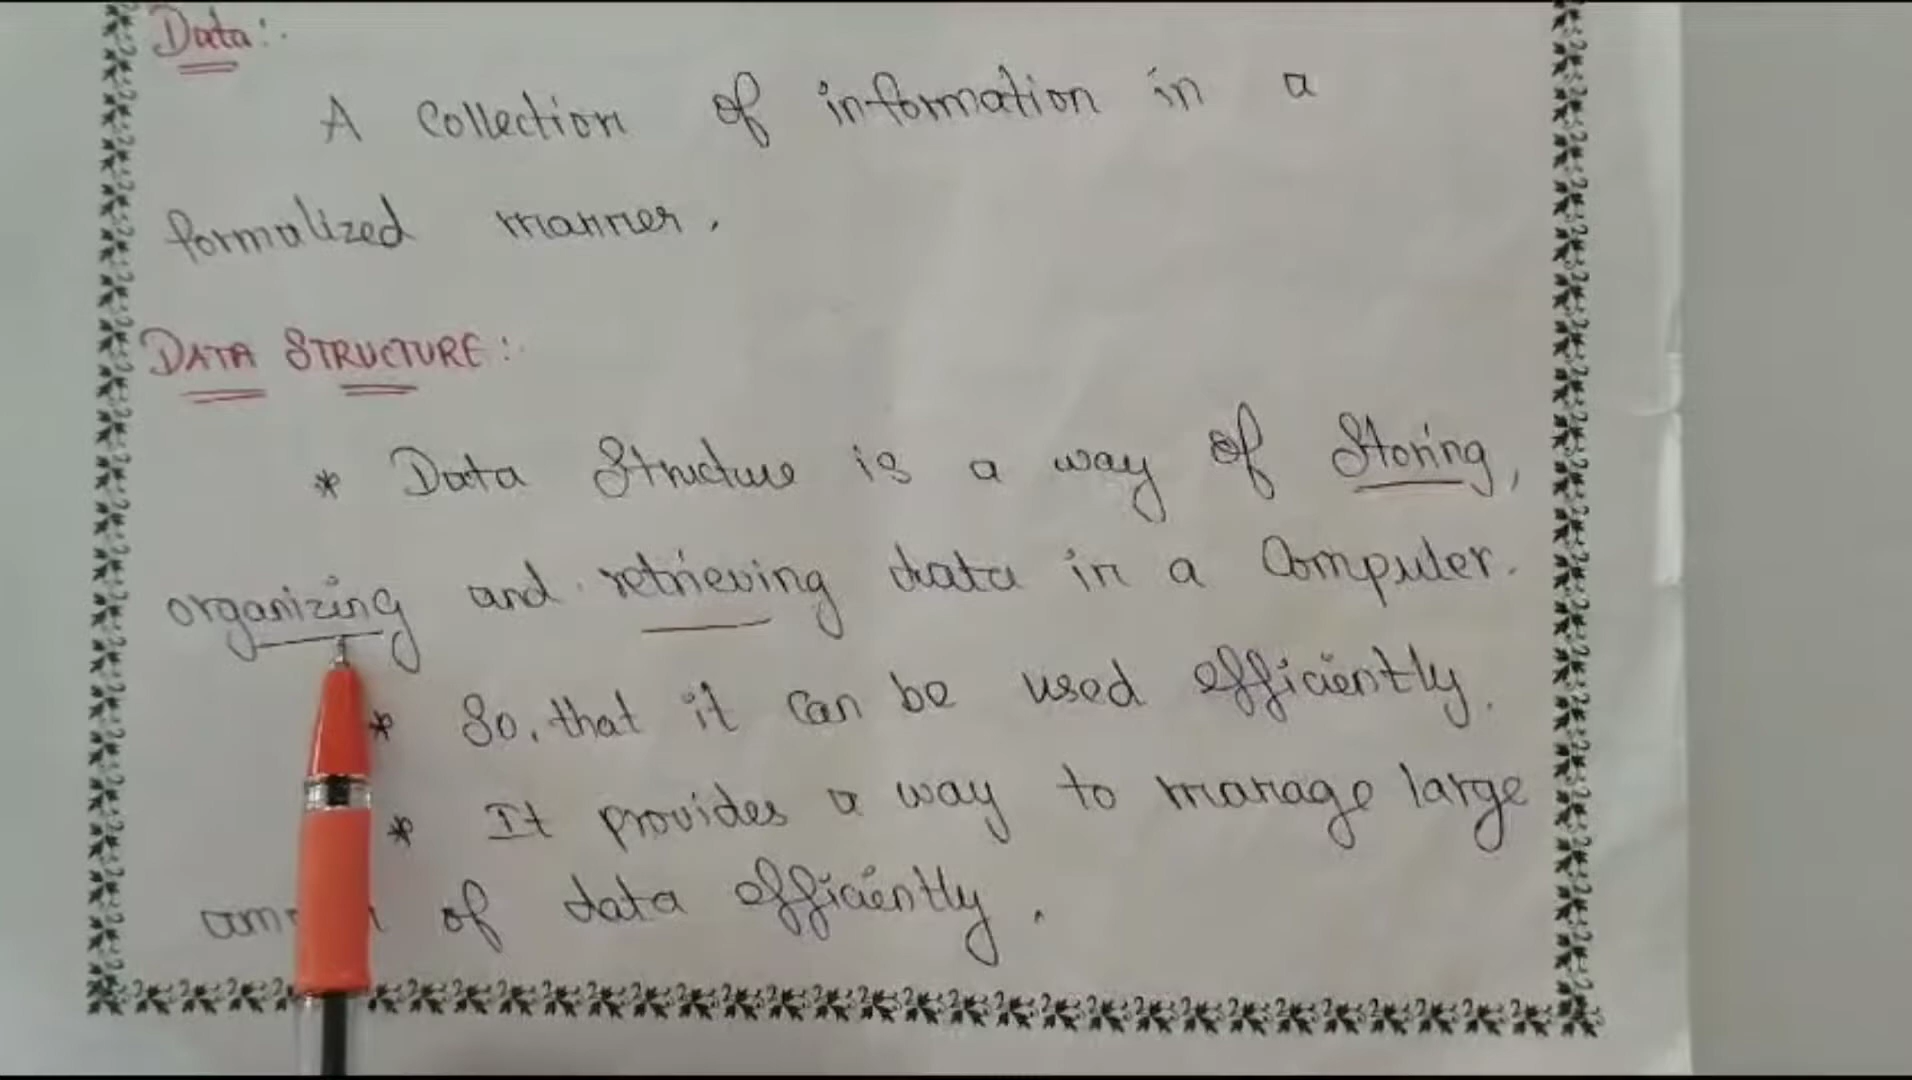 Data:
A Collection of information in a
formalized manner.
DATA STRUCTURE:
* Data Structure is a way of Storing,
organizing and retrieving data in a Computer.
* So, that it can be used efficiently.
* It provides a way to manage large
of data efficiently.